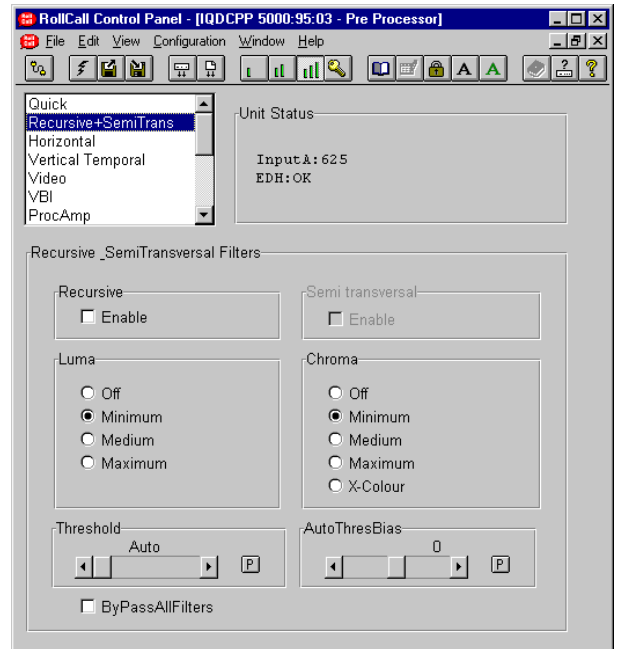 RollCall Control Panel - [IQDCPP 5000:95:03 - Pre Processor]
File Edit View Configuration Window Help
A A
Quick
Recursive+SemiTrans
Horizontal
Vertical Temporal
Video
VBI
ProcAmp
Unit Status
InputA:625
EDH:OK
Recursive _SemiTransversal Filters
Recursive
Enable
Semi transversal
Enable
Luma
Off
Minimum
Medium
Maximum
Chroma
Off
Minimum
Medium
Maximum
X-Colour
Threshold
Auto
P
AutoThresBias
0
P
ByPassAllFilters